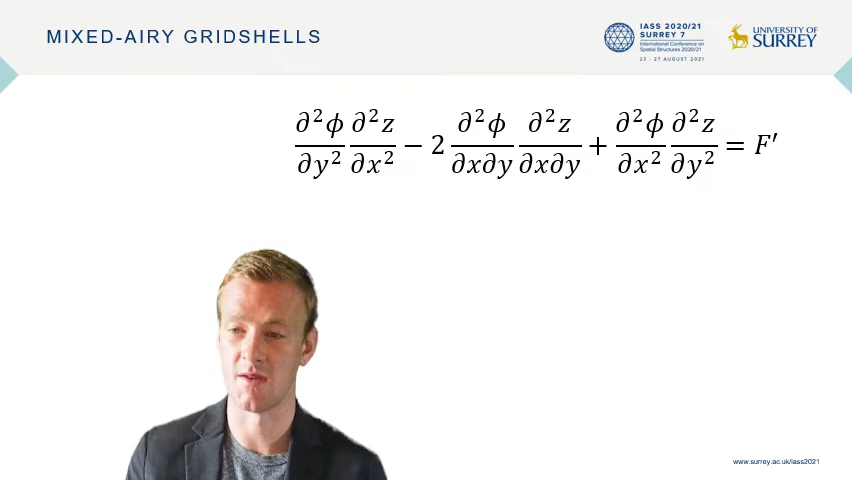 MIXED-AIRY GRIDSHELLS
IASS 2020/21
SURREY 7
International Conference on
Spatial Structures 2020/21
23 - 27 AUGUST 2021
UNIVERSITY OF
SURREY
∂²ϕ/∂y² ∂²z/∂x² − 2 ∂²ϕ/∂x∂y ∂²z/∂x∂y + ∂²ϕ/∂x² ∂²z/∂y² = F′
www.surrey.ac.uk/iass2021